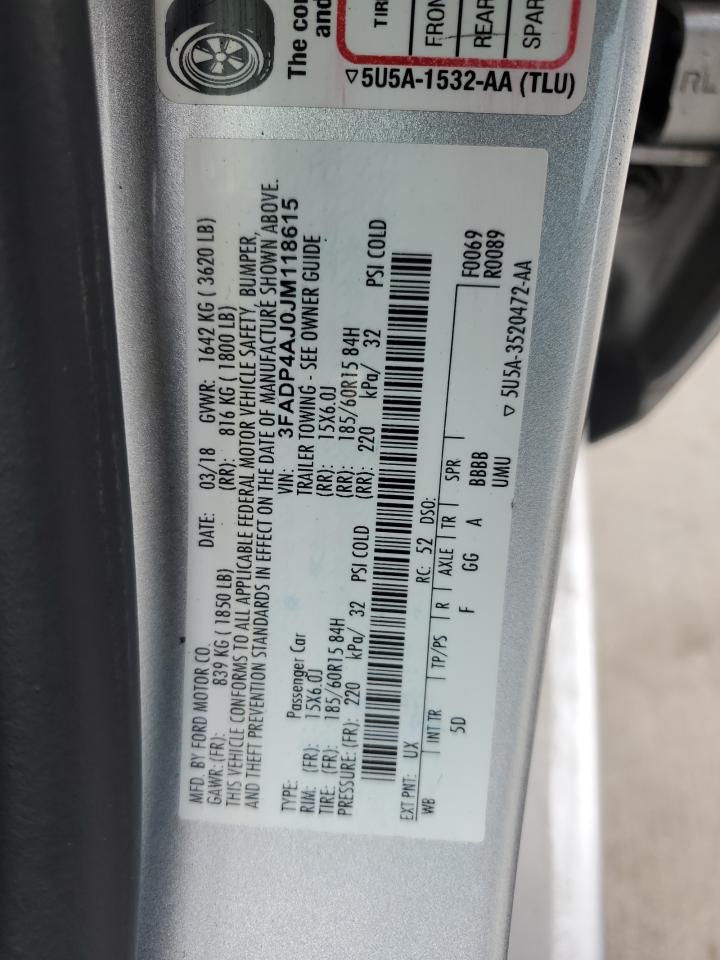 The co
and
TIRE
FRON
REAR
SPAR
▽5U5A-1532-AA (TLU)
MFD. BY FORD MOTOR CO.
DATE: 03/18 GVWR: 1642 KG ( 3620 LB)
GAWR: (FR): 839 KG ( 1850 LB) (RR): 816 KG ( 1800 LB)
THIS VEHICLE CONFORMS TO ALL APPLICABLE FEDERAL MOTOR VEHICLE SAFETY, BUMPER,
AND THEFT PREVENTION STANDARDS IN EFFECT ON THE DATE OF MANUFACTURE SHOWN ABOVE.
VIN: 3FADP4AJ0JM118615
TYPE: Passenger Car TRAILER TOWING - SEE OWNER GUIDE
RIM: (FR): 15X6.0J (RR): 15X6.0J
TIRE: (FR): 185/60R15 84H (RR): 185/60R15 84H
PRESSURE: (FR): 220 kPa/ 32 PSI COLD (RR): 220 kPa/ 32 PSI COLD
EXT PNT: UX RC: 52 DSO:
WB INT TR TP/PS R AXLE TR SPR F0069
5D F GG A BBBB R0089
UMU
▽ 5U5A-3520472-AA
RL